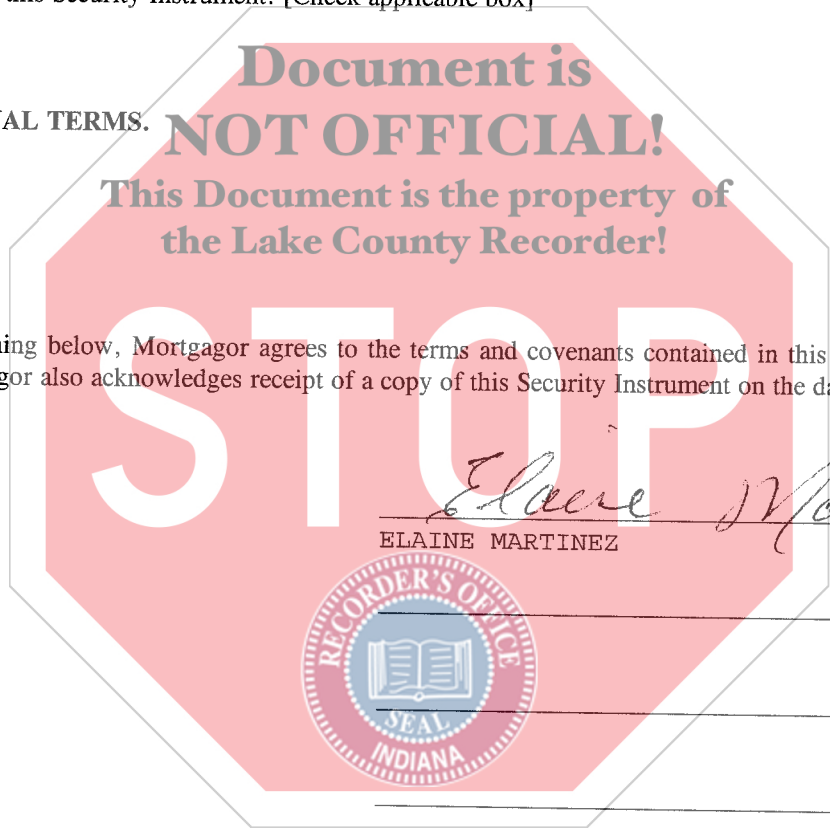 this Security Instrument. [Check applicable box]
Document is
AL TERMS.
NOT OFFICIAL!
This Document is the property of
the Lake County Recorder!
STOP
ing below, Mortgagor agrees to the terms and covenants contained in this
gor also acknowledges receipt of a copy of this Security Instrument on the da
Elaine Ma
ELAINE MARTINEZ
RECORDER'S OFFICE
SEAL
INDIANA